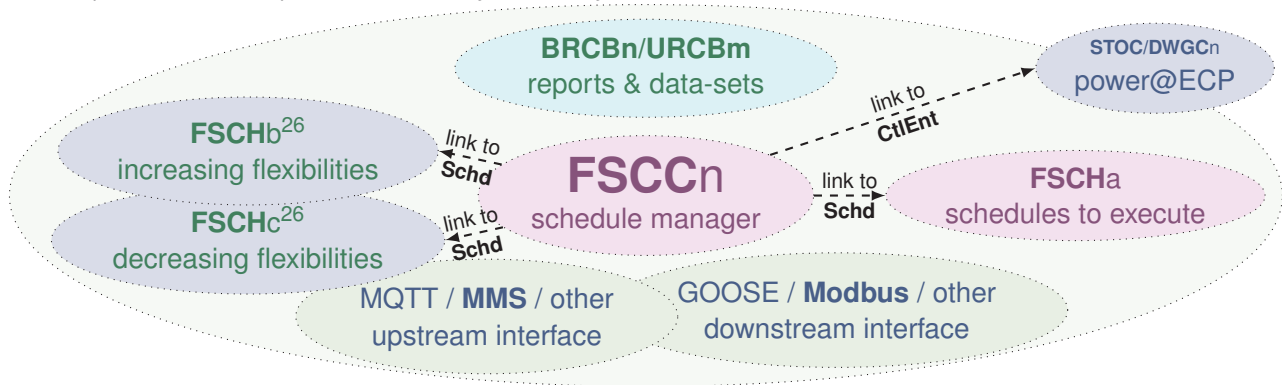 BRCBn/URCBm
reports & data-sets
STOC/DWGCn
power@ECP
link to
CtlEnt
FSCHb26
increasing flexibilities
link to
Schd
FSCCn
schedule manager
link to
Schd
FSCHa
schedules to execute
FSCHc26
decreasing flexibilities
link to
Schd
MQTT / MMS / other
upstream interface
GOOSE / Modbus / other
downstream interface